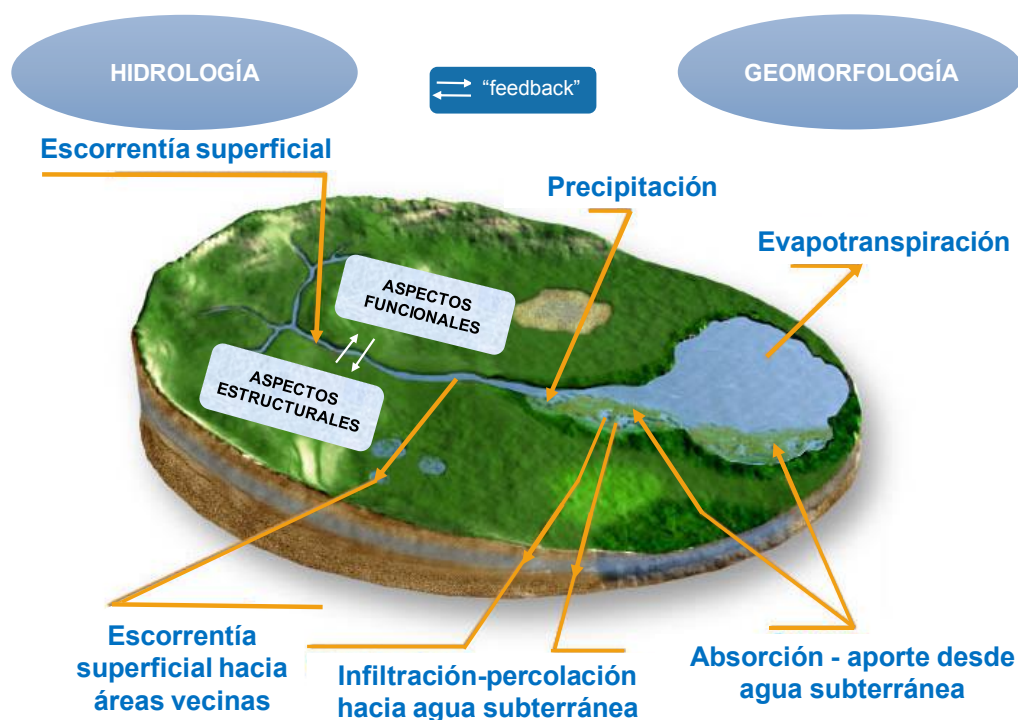 HIDROLOGÍA
"feedback"
GEOMORFOLOGÍA
Escorrentía superficial
Precipitación
Evapotranspiración
ASPECTOS
FUNCIONALES
ASPECTOS
ESTRUCTURALES
Escorrentía
superficial hacia
áreas vecinas
Infiltración-percolación
hacia agua subterránea
Absorción - aporte desde
agua subterránea